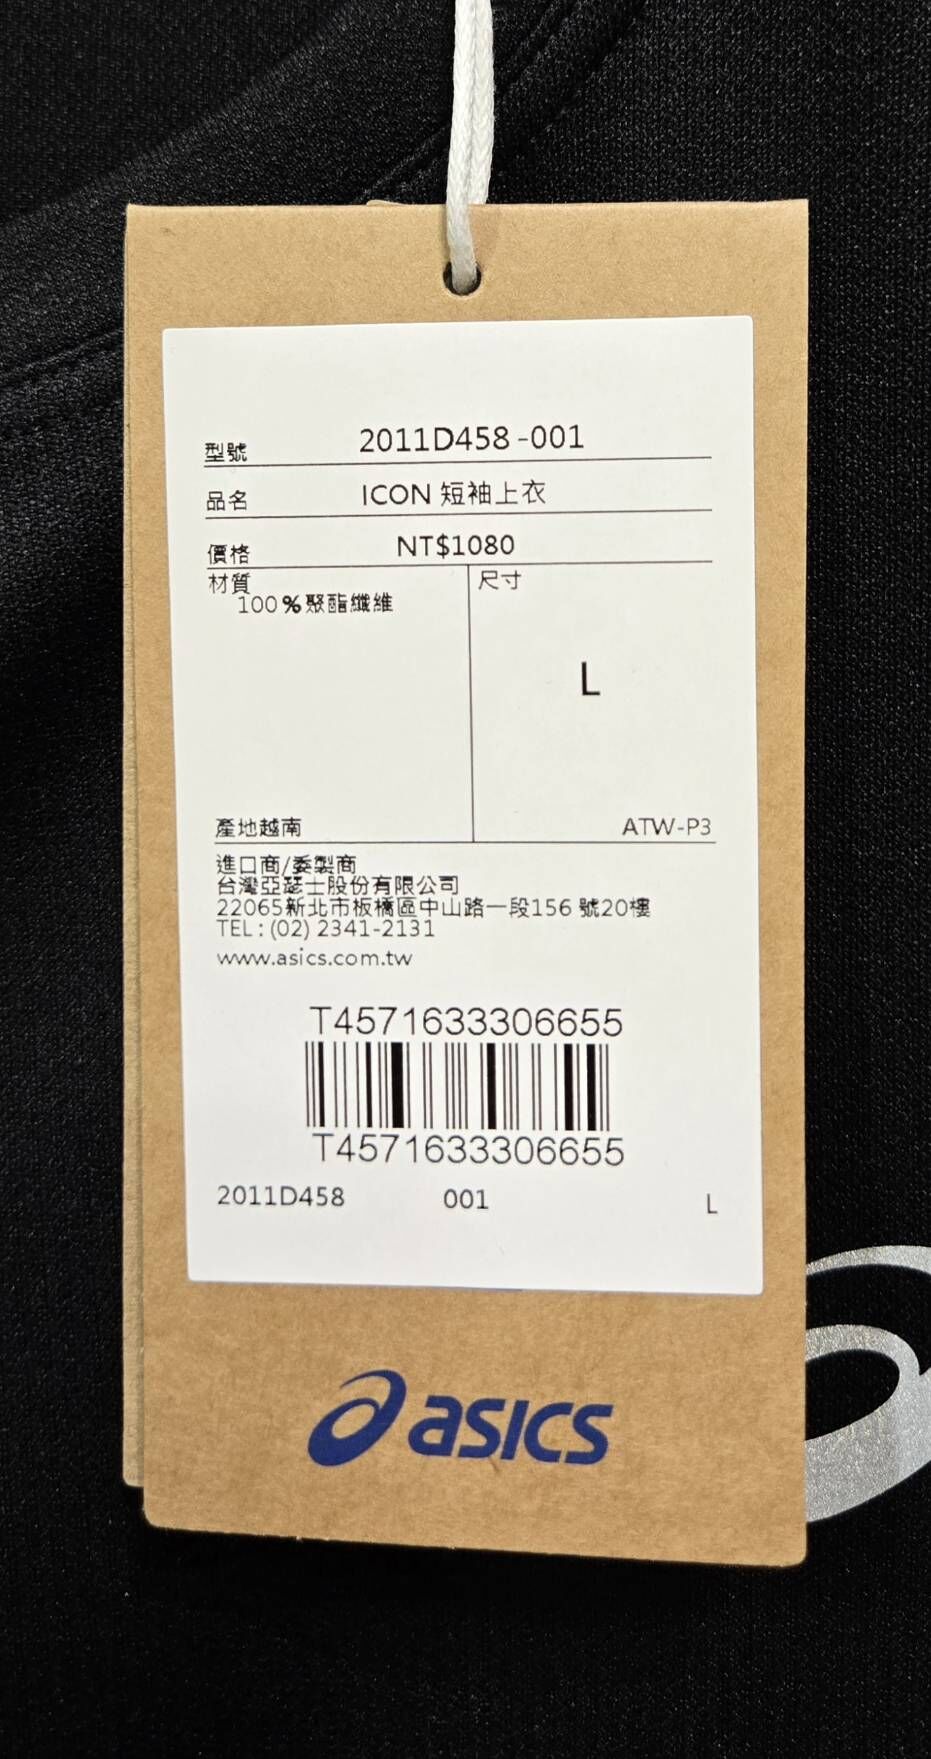 型號 2011D458-001
品名 ICON 短袖上衣
價格 NT$1080
材質
100%聚酯纖維
尺寸
L
產地越南
ATW-P3
進口商/委製商
台灣亞瑟士股份有限公司
22065新北市板橋區中山路一段156號20樓
TEL:(02) 2341-2131
www.asics.com.tw
T4571633306655
T4571633306655
2011D458 001 L
asics